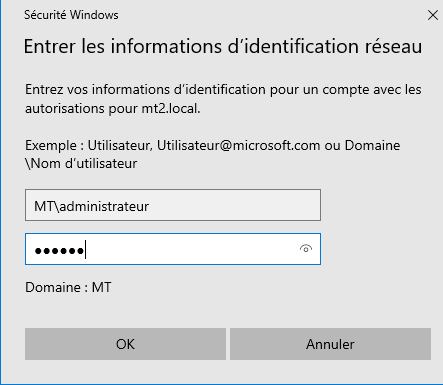 Sécurité Windows
Entrer les informations d’identification réseau
Entrez vos informations d’identification pour un compte avec les
autorisations pour mt2.local.
Exemple : Utilisateur, Utilisateur@microsoft.com ou Domaine
\Nom d’utilisateur
MT\administrateur
●●●●●●
Domaine : MT
OK
Annuler